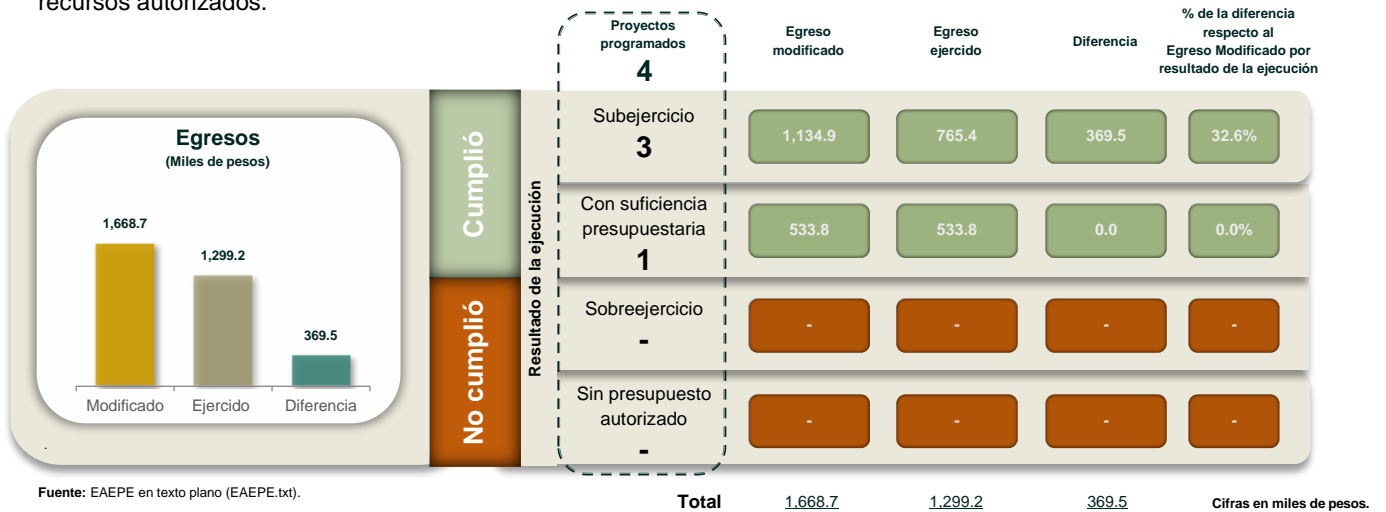 recursos autorizados.
Proyectos
programados
4
Egreso
modificado
Egreso
ejercido
Diferencia
% de la diferencia
respecto al
Egreso Modificado por
resultado de la ejecución
Egresos
(Miles de pesos)
1,668.7
1,299.2
369.5
Modificado
Ejercido
Diferencia
.
Cumplió
No cumplió
Resultado de la ejecución
Subejercicio
3
1,134.9
765.4
369.5
32.6%
Con suficiencia
presupuestaria
1
533.8
533.8
0.0
0.0%
Sobreejercicio
-
-
-
-
-
Sin presupuesto
autorizado
-
-
-
-
-
Fuente: EAEPE en texto plano (EAEPE.txt).
Total
1,668.7
1,299.2
369.5
Cifras en miles de pesos.